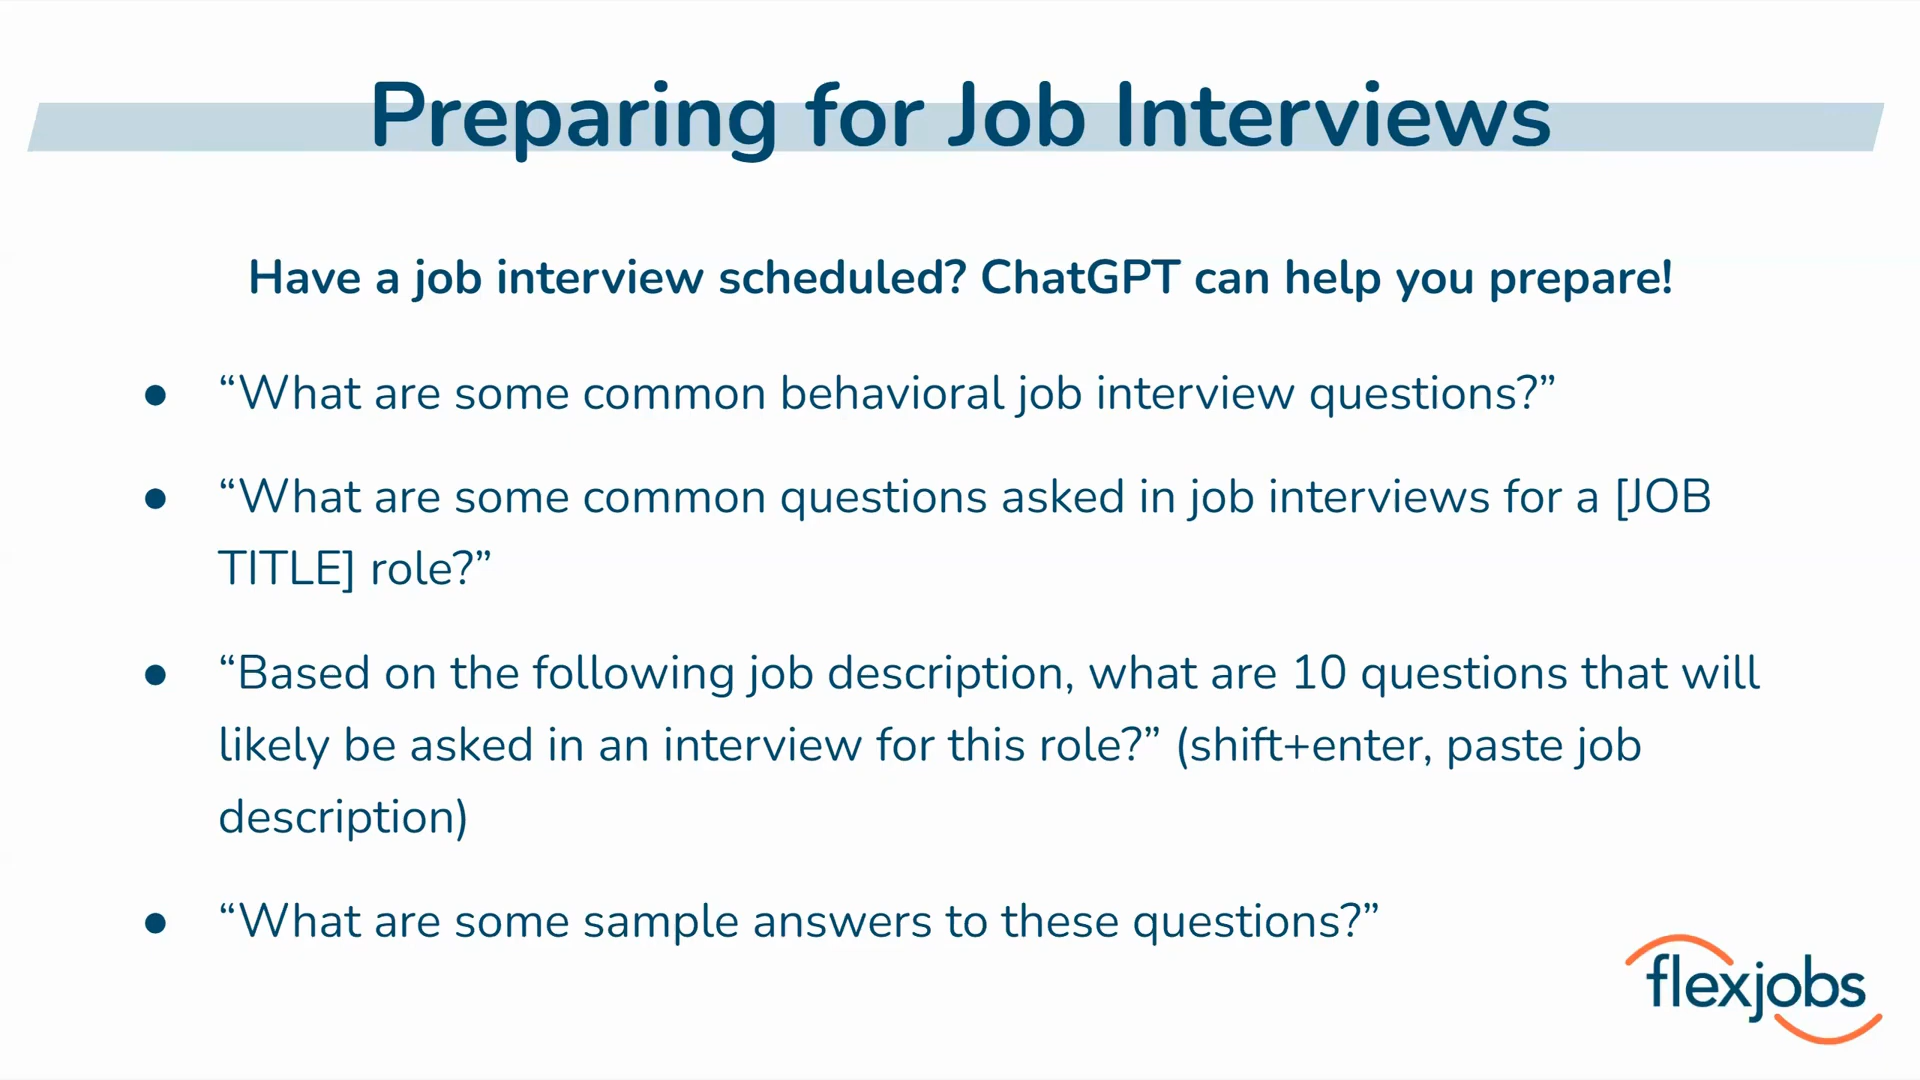 Preparing for Job Interviews
Have a job interview scheduled? ChatGPT can help you prepare!
● “What are some common behavioral job interview questions?”
● “What are some common questions asked in job interviews for a [JOB
TITLE] role?”
● “Based on the following job description, what are 10 questions that will
likely be asked in an interview for this role?” (shift+enter, paste job
description)
● “What are some sample answers to these questions?”
flexjobs